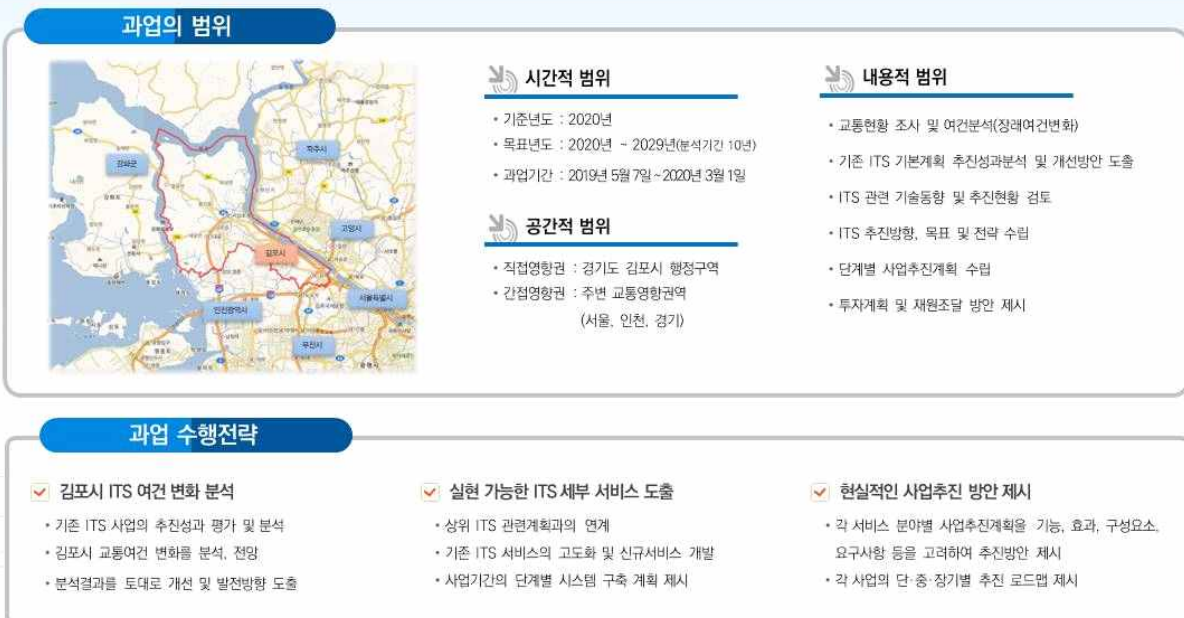 과업의 범위
강화군
파주시
고양시
김포시
서울특별시
인천광역시
부천시
시간적 범위
• 기준년도 : 2020년
• 목표년도 : 2020년 ~ 2029년(분석기간 10년)
• 과업기간 : 2019년 5월 7일~2020년 3월 1일
공간적 범위
• 직접영향권 : 경기도 김포시 행정구역
• 간접영향권 : 주변 교통영향권역
(서울, 인천, 경기)
내용적 범위
• 교통현황 조사 및 여건분석(장래여건변화)
• 기존 ITS 기본계획 추진성과분석 및 개선방안 도출
• ITS 관련 기술동향 및 추진현황 검토
• ITS 추진방향, 목표 및 전략 수립
• 단계별 사업추진계획 수립
• 투자계획 및 재원조달 방안 제시
과업 수행전략
김포시 ITS 여건 변화 분석
• 기존 ITS 사업의 추진성과 평가 및 분석
• 김포시 교통여건 변화를 분석, 전망
• 분석결과를 토대로 개선 및 발전방향 도출
실현 가능한 ITS 세부 서비스 도출
• 상위 ITS 관련계획과의 연계
• 기존 ITS 서비스의 고도화 및 신규서비스 개발
• 사업기간의 단계별 시스템 구축 계획 제시
현실적인 사업추진 방안 제시
• 각 서비스 분야별 사업추진계획을 기능, 효과, 구성요소,
요구사항 등을 고려하여 추진방안 제시
• 각 사업의 단·중·장기별 추진 로드맵 제시